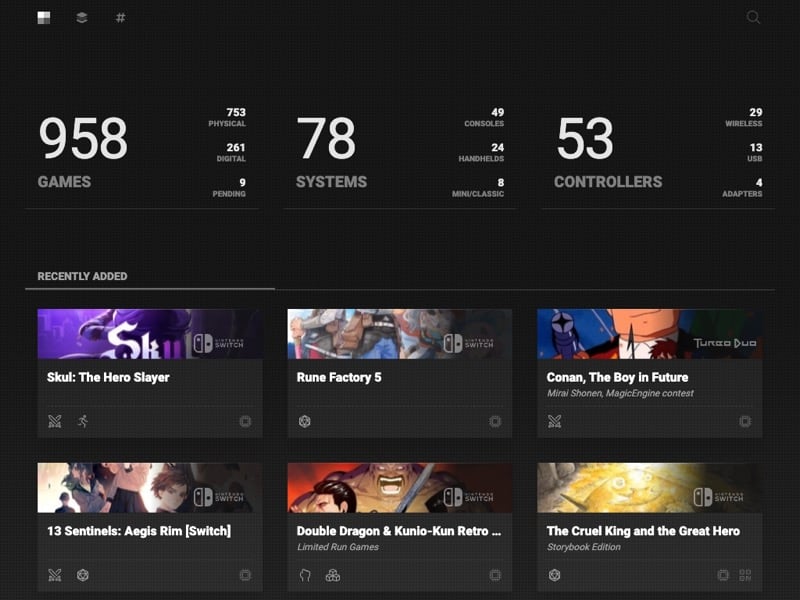 #
958
GAMES
753
PHYSICAL
261
DIGITAL
9
PENDING
78
SYSTEMS
49
CONSOLES
24
HANDHELDS
8
MINI/CLASSIC
53
CONTROLLERS
29
WIRELESS
13
USB
4
ADAPTERS
RECENTLY ADDED
Sku
NINTENDO
SWITCH
Skul: The Hero Slayer
NINTENDO
SWITCH
Rune Factory 5
Turbo Duo
Conan, The Boy in Future
Mirai Shonen, MagicEngine contest
NINTENDO
SWITCH
13 Sentinels: Aegis Rim [Switch]
NINTENDO
SWITCH
Double Dragon & Kunio-Kun Retro ...
Limited Run Games
NINTENDO
SWITCH
The Cruel King and the Great Hero
Storybook Edition